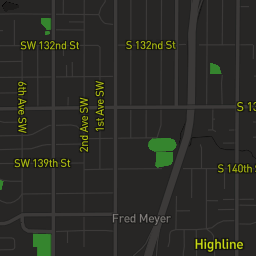 SW 132nd St
S 132nd St
6th Ave SW
2nd Ave SW
1st Ave SW
S 13
SW 139th St
S 140th S
Fred Meyer
Highline